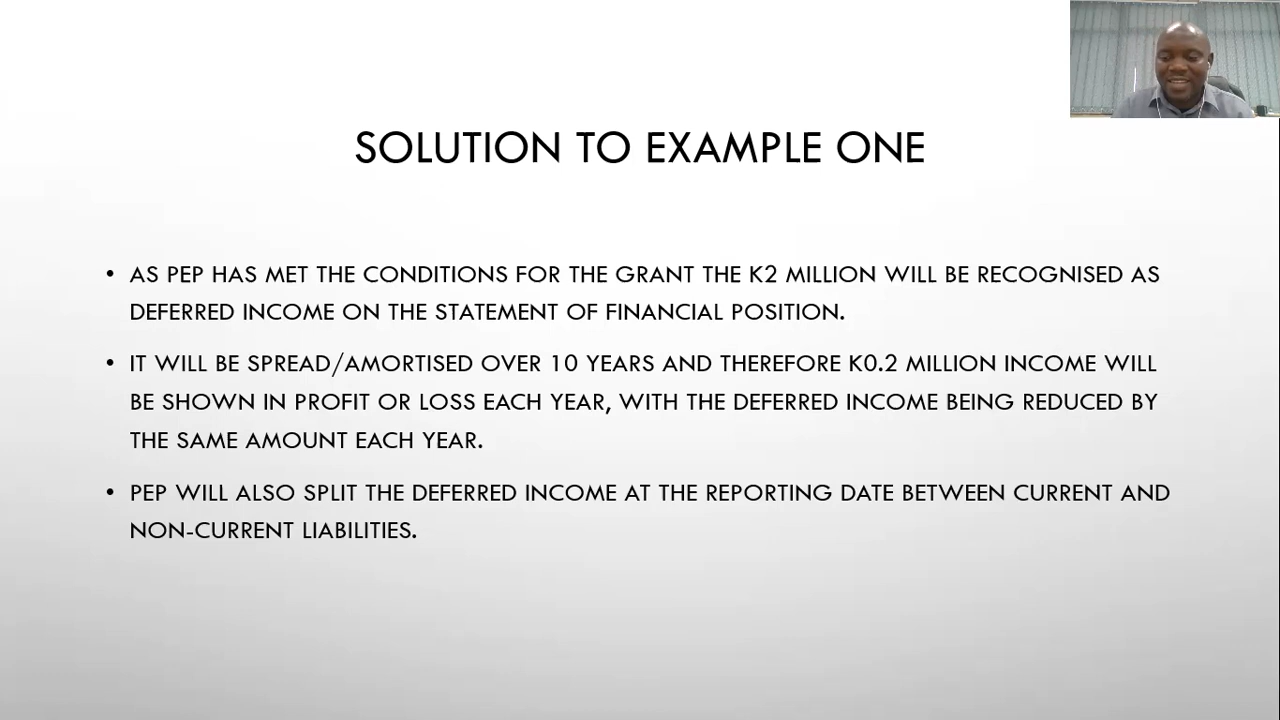 SOLUTION TO EXAMPLE ONE
• AS PEP HAS MET THE CONDITIONS FOR THE GRANT THE K2 MILLION WILL BE RECOGNISED AS
DEFERRED INCOME ON THE STATEMENT OF FINANCIAL POSITION.
• IT WILL BE SPREAD/AMORTISED OVER 10 YEARS AND THEREFORE K0.2 MILLION INCOME WILL
BE SHOWN IN PROFIT OR LOSS EACH YEAR, WITH THE DEFERRED INCOME BEING REDUCED BY
THE SAME AMOUNT EACH YEAR.
• PEP WILL ALSO SPLIT THE DEFERRED INCOME AT THE REPORTING DATE BETWEEN CURRENT AND
NON-CURRENT LIABILITIES.